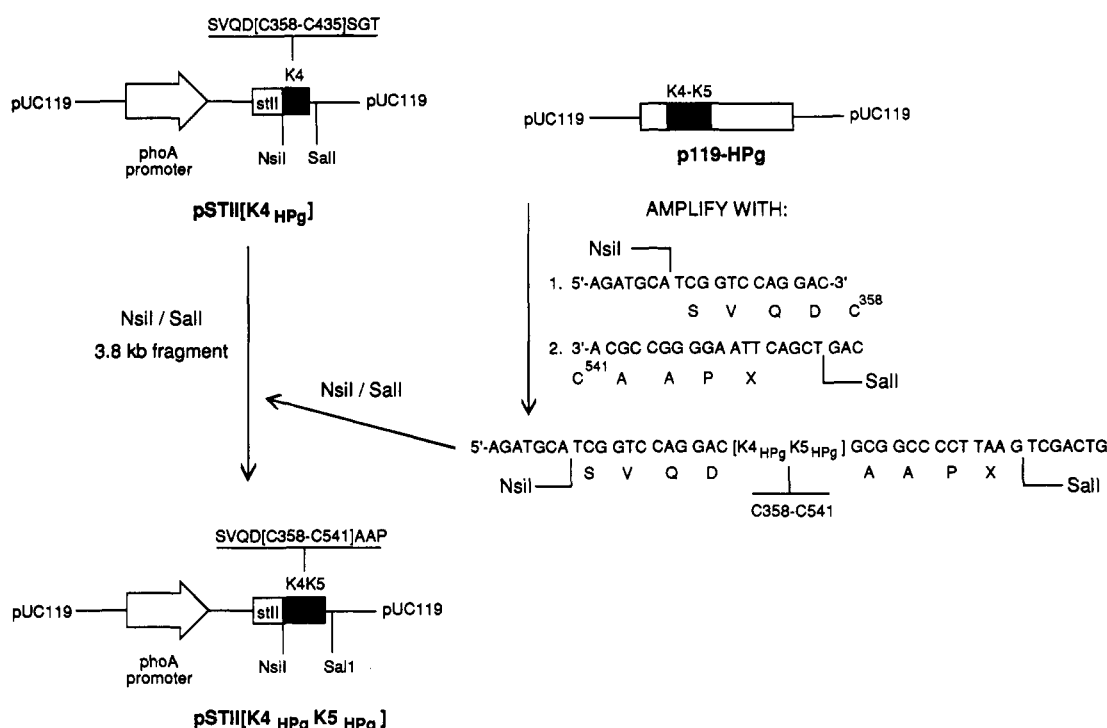 SVQD[C358-C435]SGT
K4
pUC119
stII
pUC119
phoA
promoter
NsiI
SalI
pSTII[K4 HPg]
K4-K5
pUC119
pUC119
p119-HPg
AMPLIFY WITH:
NsiI
1. 5'-AGATGCA TCG GTC CAG GAC-3'
S V Q D C358
2. 3'-A CGC CGG GGA ATT CAGCT GAC
C541 A A P X
SalI
NsiI / SalI
3.8 kb fragment
NsiI / SalI
5'-AGATGCA TCG GTC CAG GAC [K4HPg K5HPg] GCG GCC CCT TAA G TCGACTG
NsiI
S V Q D
A A P X
SalI
C358-C541
SVQD[C358-C541]AAP
K4K5
pUC119
stII
pUC119
phoA
promoter
NsiI
Sal1
pSTII[K4 HPg K5 HPg]